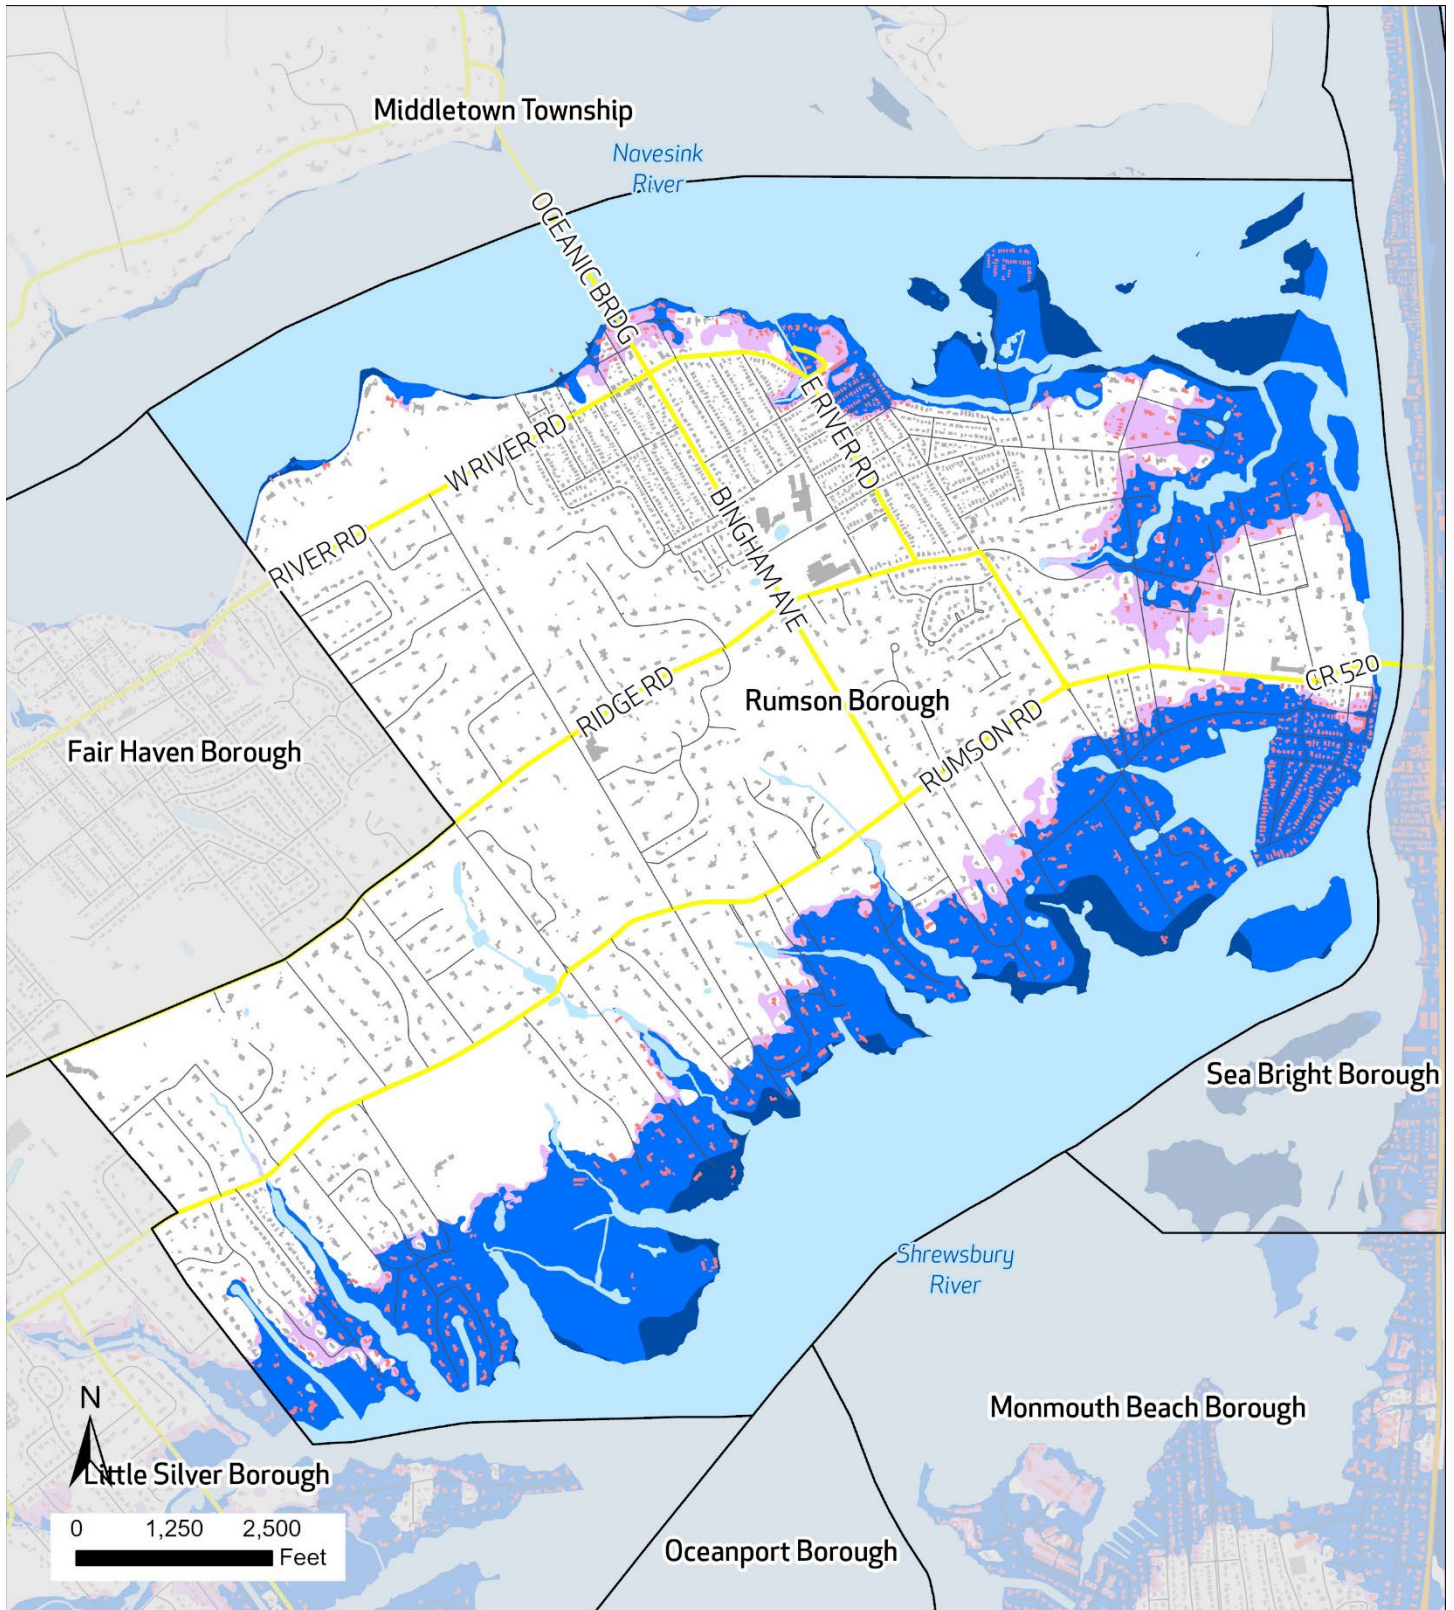 Middletown Township
Navesink
River
OCEANIC BRDG
W RIVER RD
E RIVER RD
RIVER RD
BINGHAM AVE
RIDGE RD
Rumson Borough
CR 520
RUMSON RD
Fair Haven Borough
Sea Bright Borough
Shrewsbury
River
N
Monmouth Beach Borough
Little Silver Borough
0 1,250 2,500
Feet
Oceanport Borough